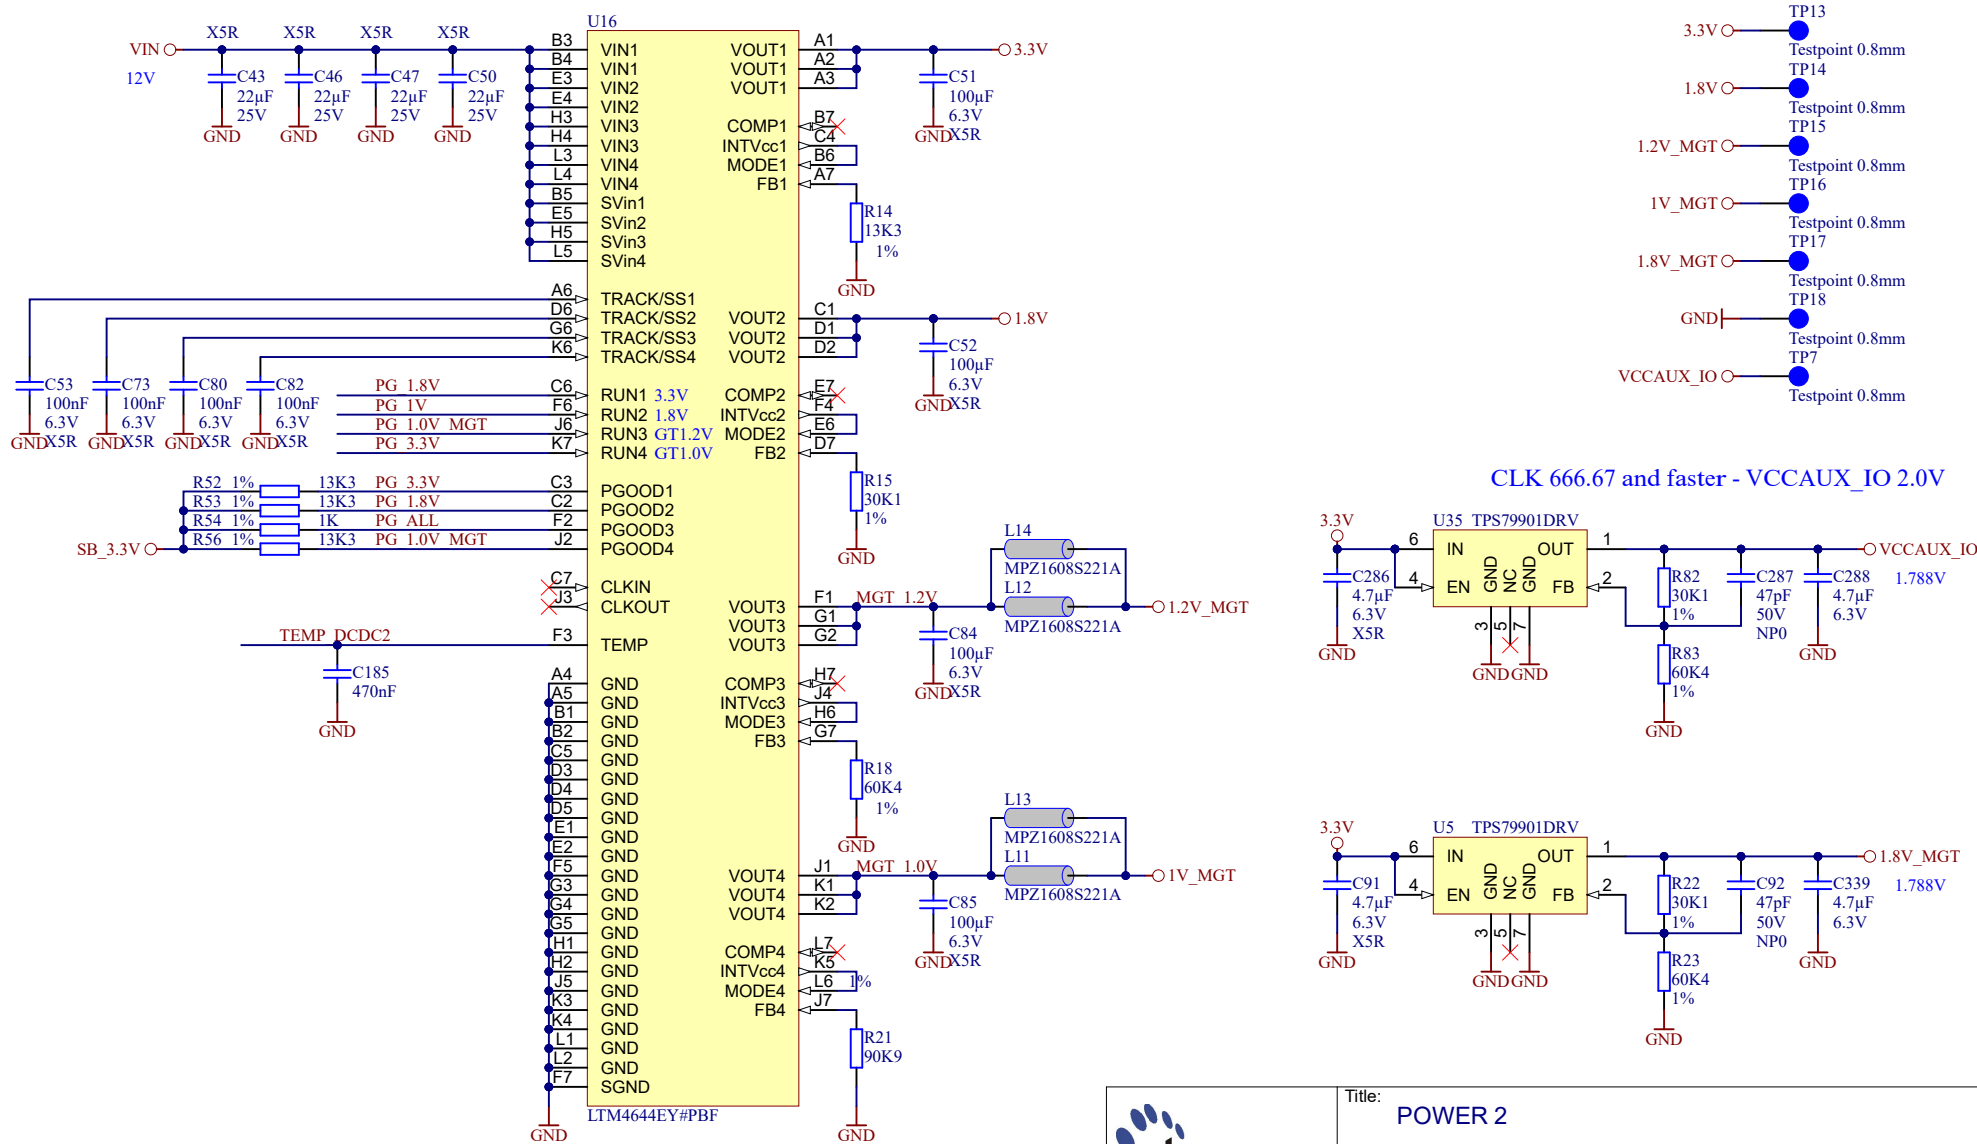 U16
VIN
12V
X5R X5R X5R X5R
C43
22µF
25V
GND
C46
22µF
25V
GND
C47
22µF
25V
GND
C50
22µF
25V
GND
B3 VIN1
B4 VIN1
E3 VIN2
E4 VIN2
H3 VIN3
H4 VIN3
L3 VIN4
L4 VIN4
B5 SVin1
E5 SVin2
H5 SVin3
L5 SVin4
A6 TRACK/SS1
D6 TRACK/SS2
G6 TRACK/SS3
K6 TRACK/SS4
C53
100nF
6.3V
X5R
GND
C73
100nF
6.3V
X5R
GND
C80
100nF
6.3V
X5R
GND
C82
100nF
6.3V
X5R
GND
PG_1.8V C6 RUN1 3.3V
PG_1V F6 RUN2 1.8V
PG_1.0V_MGT J6 RUN3 GT1.2V
PG_3.3V K7 RUN4 GT1.0V
R52 1% 13K3 PG_3.3V C3 PGOOD1
R53 1% 13K3 PG_1.8V C2 PGOOD2
R54 1% 1K PG_ALL F2 PGOOD3
R56 1% 13K3 PG_1.0V_MGT J2 PGOOD4
SB_3.3V
C7 CLKIN
J3 CLKOUT
TEMP_DCDC2 F3 TEMP
C185
470nF
GND
A4 GND
A5 GND
B1 GND
B2 GND
C5 GND
D3 GND
D4 GND
D5 GND
E1 GND
E2 GND
F5 GND
G3 GND
G4 GND
G5 GND
H1 GND
H2 GND
J5 GND
K3 GND
K4 GND
L1 GND
L2 GND
F7 SGND
GND
LTM4644EY#PBF
VOUT1 A1
VOUT1 A2
VOUT1 A3
3.3V
C51
100µF
6.3V
X5R
GND
COMP1 B7
INTVcc1 C4
MODE1 B6
FB1 A7
R14
13K3
1%
GND
VOUT2 C1
VOUT2 D1
VOUT2 D2
1.8V
C52
100µF
6.3V
X5R
GND
COMP2 E7
INTVcc2 F4
MODE2 E6
FB2 D7
R15
30K1
1%
GND
VOUT3 F1 MGT_1.2V
VOUT3 G1
VOUT3 G2
L14
MPZ1608S221A
L12
MPZ1608S221A
1.2V_MGT
C84
100µF
6.3V
X5R
GND
COMP3 H7
INTVcc3 J4
MODE3 H6
FB3 G7
R18
60K4
1%
GND
VOUT4 J1 MGT_1.0V
VOUT4 K1
VOUT4 K2
L13
MPZ1608S221A
L11
MPZ1608S221A
1V_MGT
C85
100µF
6.3V
X5R
GND
COMP4 L7
INTVcc4 K5
MODE4 L6 1%
FB4 J7
R21
90K9
GND
TP13
3.3V
Testpoint 0.8mm
TP14
1.8V
Testpoint 0.8mm
TP15
1.2V_MGT
Testpoint 0.8mm
TP16
1V_MGT
Testpoint 0.8mm
TP17
1.8V_MGT
Testpoint 0.8mm
TP18
GND
Testpoint 0.8mm
TP7
VCCAUX_IO
Testpoint 0.8mm
CLK 666.67 and faster - VCCAUX_IO 2.0V
3.3V
U35 TPS79901DRV
6 IN OUT 1
4 EN FB 2
GND NC GND
3 5 7
GND GND
C286
4.7µF
6.3V
X5R
GND
R82
30K1
1%
C287
47pF
50V
NP0
C288
4.7µF
6.3V
GND
VCCAUX_IO
1.788V
R83
60K4
1%
GND
3.3V
U5 TPS79901DRV
6 IN OUT 1
4 EN FB 2
GND NC GND
3 5 7
GND GND
C91
4.7µF
6.3V
X5R
GND
R22
30K1
1%
C92
47pF
50V
NP0
C339
4.7µF
6.3V
GND
1.8V_MGT
1.788V
R23
60K4
1%
GND
Title:
POWER 2